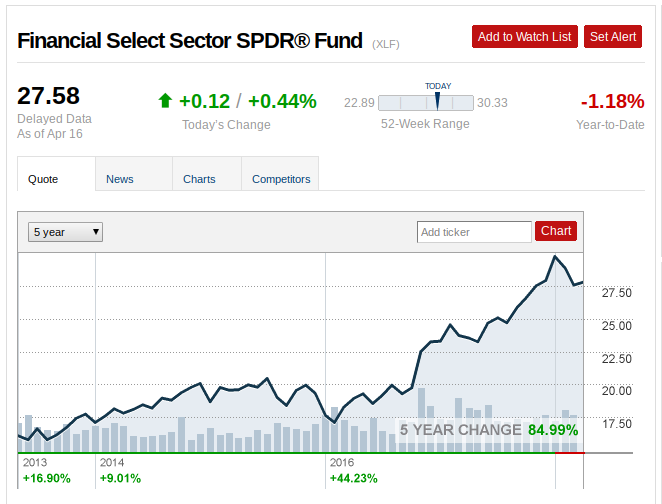 Financial Select Sector SPDR® Fund (XLF)
Add to Watch List
Set Alert
27.58
Delayed Data
As of Apr 16
+0.12 / +0.44%
Today's Change
TODAY
22.89
30.33
52-Week Range
-1.18%
Year-to-Date
Quote
News
Charts
Competitors
5 year
Add ticker
Chart
27.50
25.00
22.50
20.00
17.50
5 YEAR CHANGE 84.99%
2013
2014
2016
+16.90%
+9.01%
+44.23%